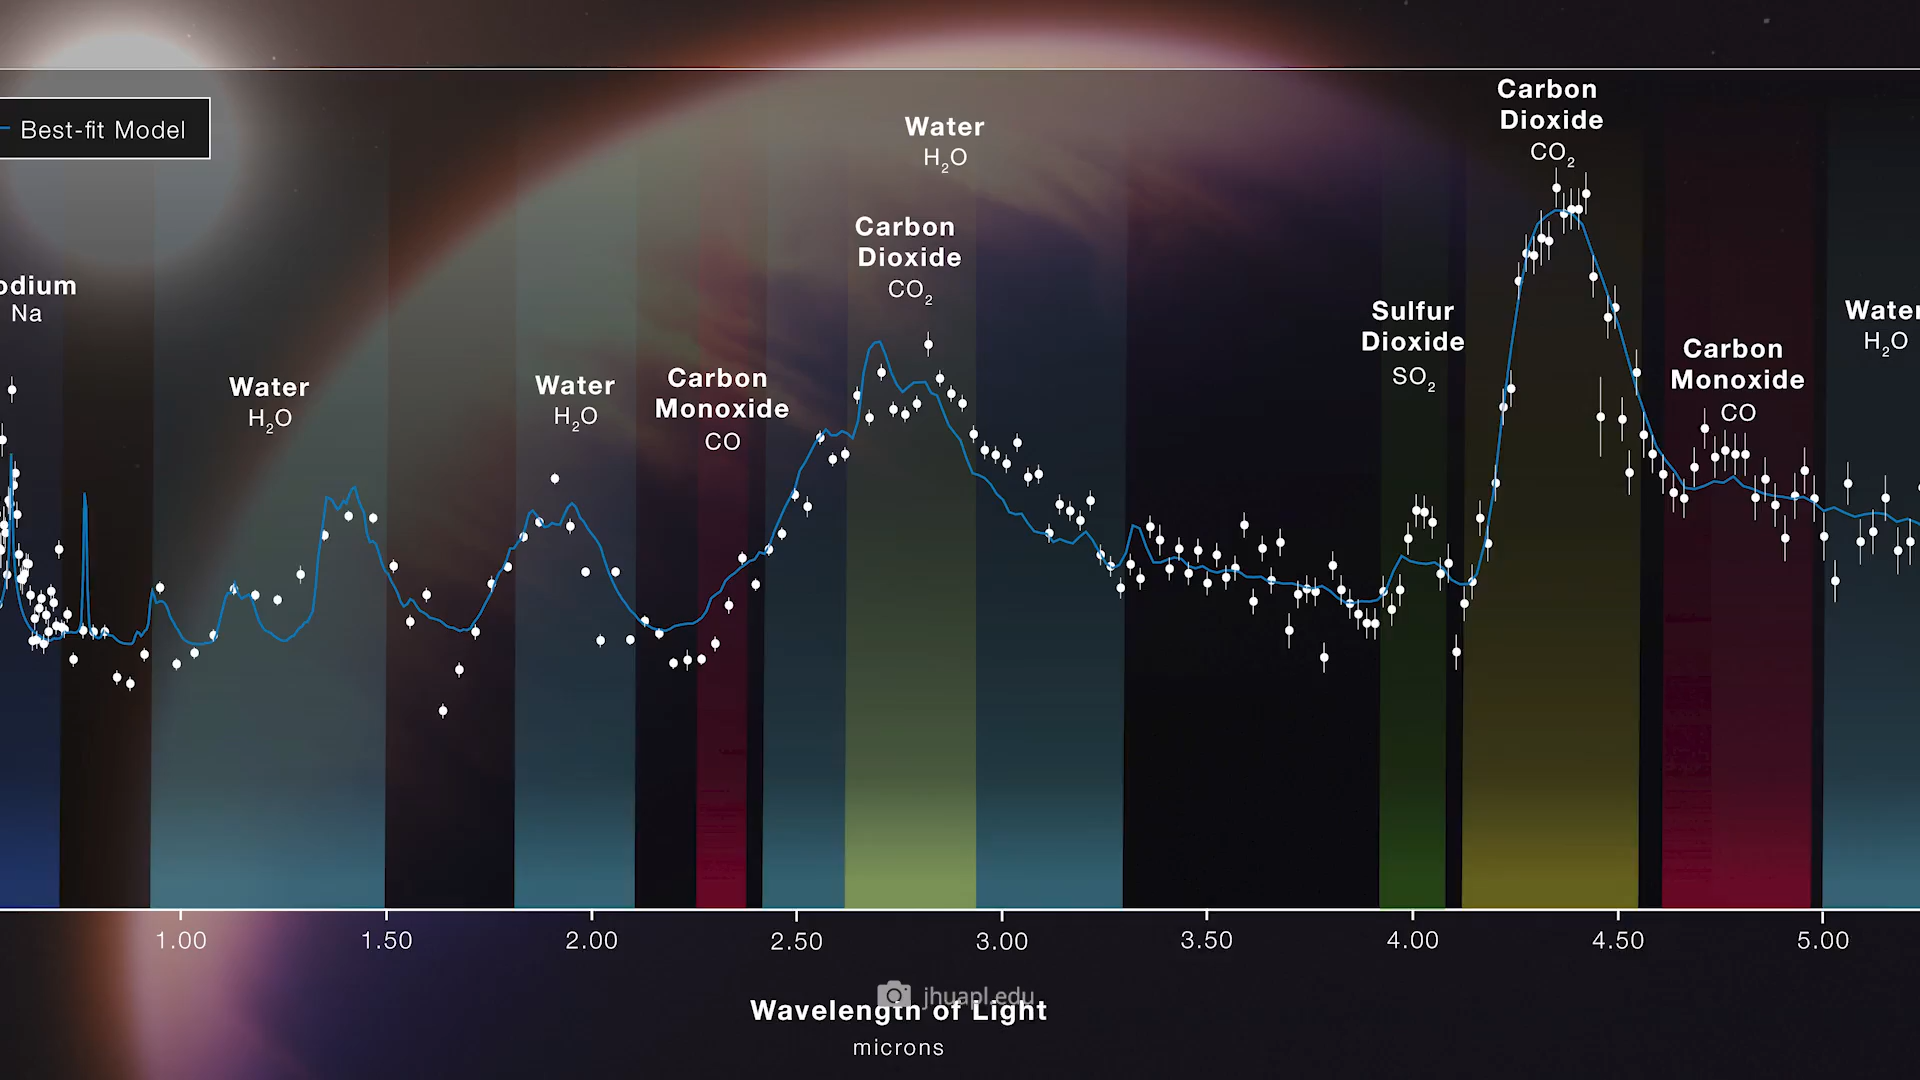 Best-fit Model
odium
Na
Water
H₂O
Water
H₂O
Carbon
Monoxide
CO
Water
H₂O
Carbon
Dioxide
CO₂
Sulfur
Dioxide
SO₂
Carbon
Dioxide
CO₂
Carbon
Monoxide
CO
Water
H₂O
1.00 1.50 2.00 2.50 3.00 3.50 4.00 4.50 5.00
jhuapl.edu
Wavelength of Light
microns